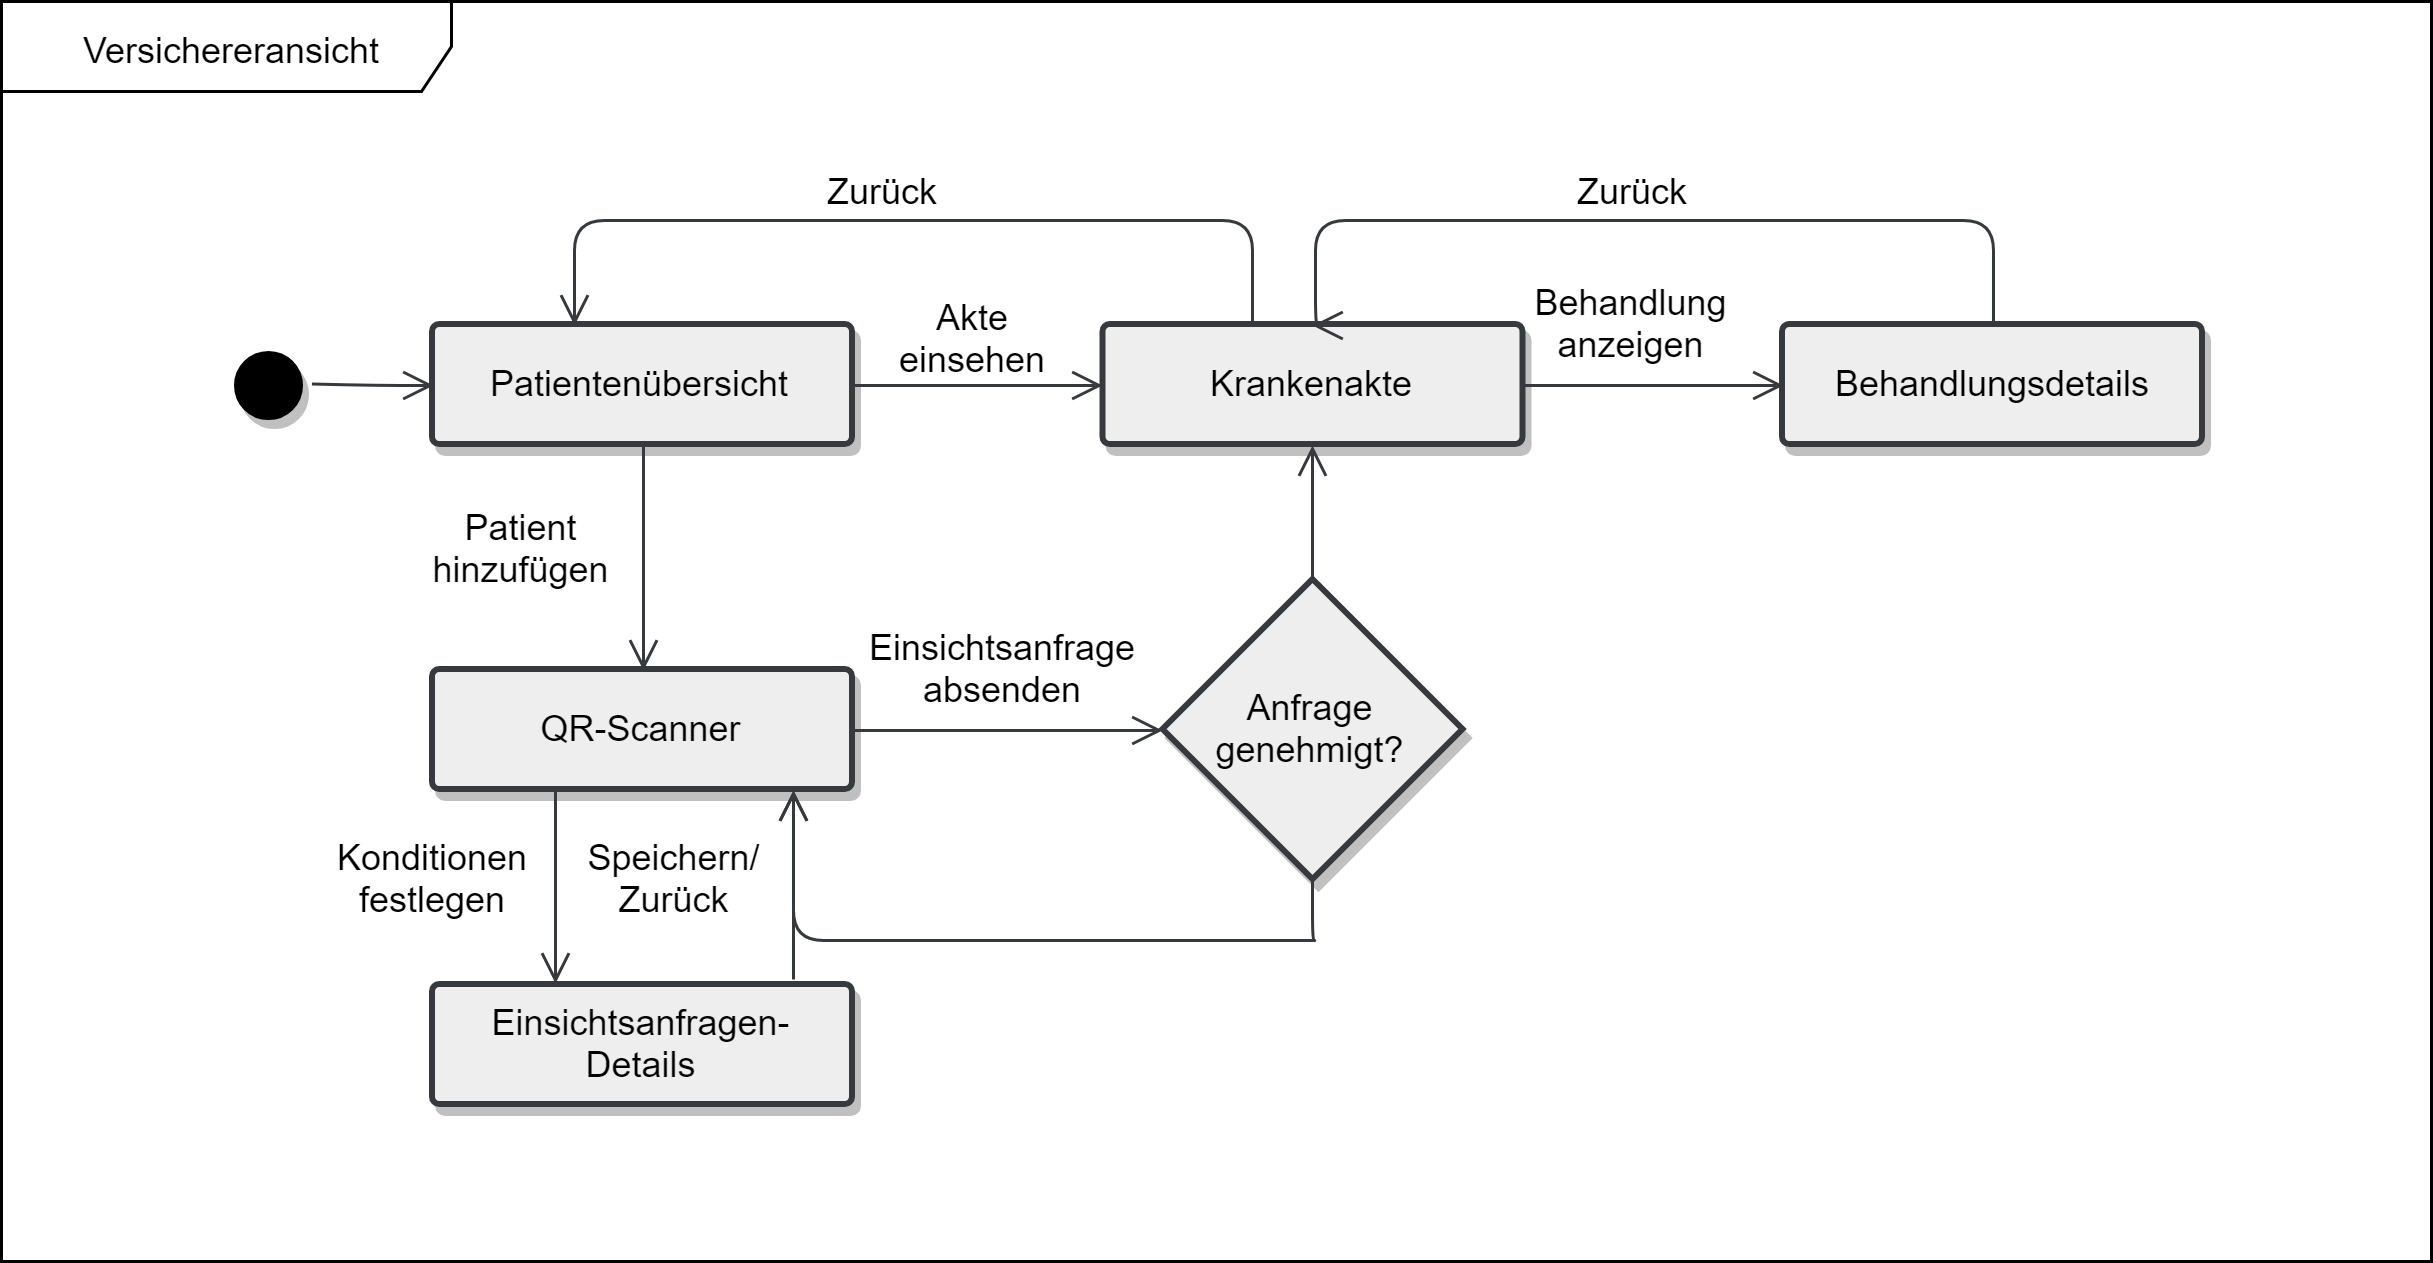 Versichereransicht
Zurück
Zurück
Akte
einsehen
Behandlung
anzeigen
Patientenübersicht
Krankenakte
Behandlungsdetails
Patient
hinzufügen
Einsichtsanfrage
absenden
QR-Scanner
Anfrage
genehmigt?
Konditionen
festlegen
Speichern/
Zurück
Einsichtsanfragen-
Details